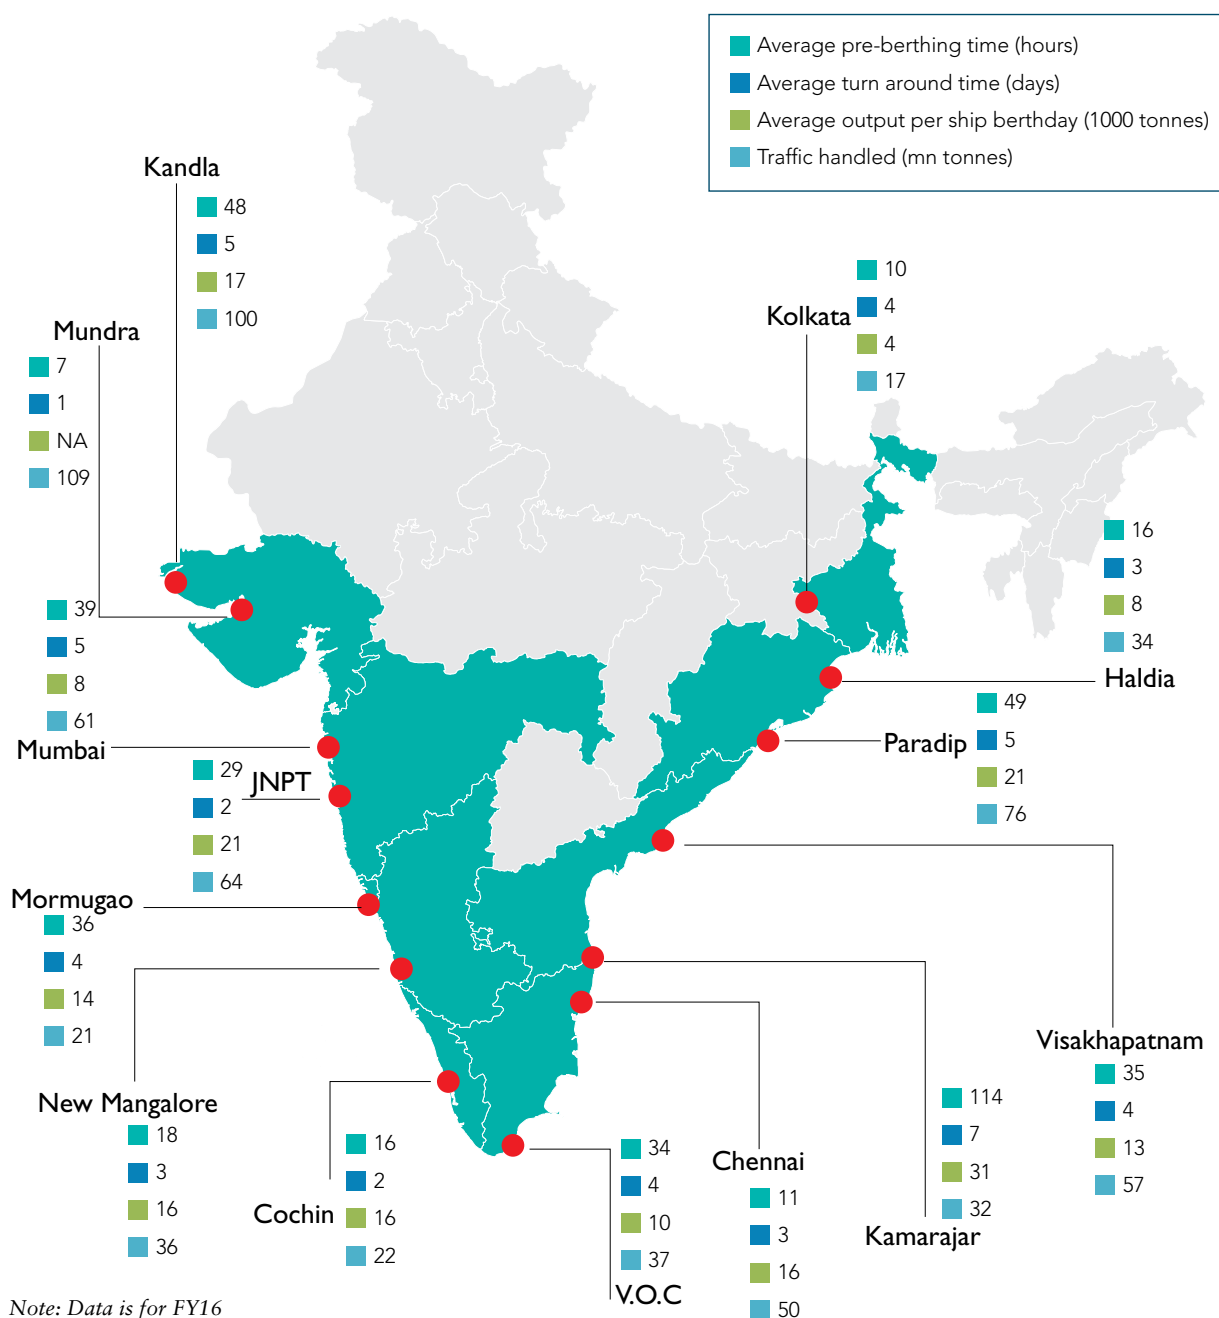 Average pre-berthing time (hours)
Average turn around time (days)
Average output per ship berthday (1000 tonnes)
Traffic handled (mn tonnes)
Kandla
48
5
17
100
Mundra
7
1
NA
109
Kolkata
10
4
4
17
39
5
8
61
Mumbai
16
3
8
34
Haldia
Paradip
49
5
21
76
JNPT
29
2
21
64
Mormugao
36
4
14
21
New Mangalore
18
3
16
36
Cochin
16
2
16
22
34
4
10
37
V.O.C
Chennai
11
3
16
50
114
7
31
32
Kamarajar
Visakhapatnam
35
4
13
57
Note: Data is for FY16